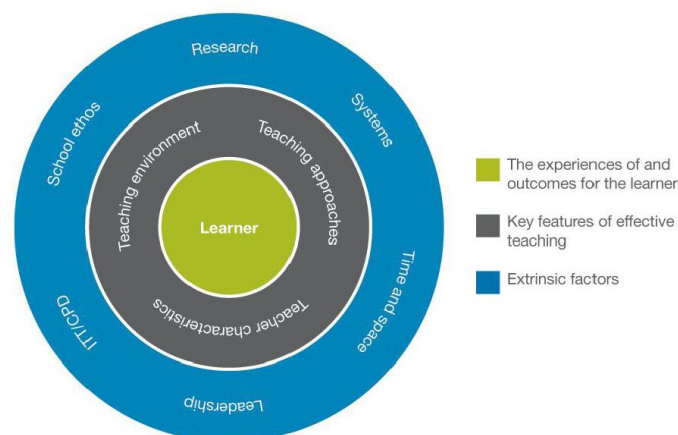 Research
Systems
Time and space
Leadership
ITT/CPD
School ethos
Teaching environment
Teaching approaches
Teacher characteristics
Learner
The experiences of and
outcomes for the learner
Key features of effective
teaching
Extrinsic factors